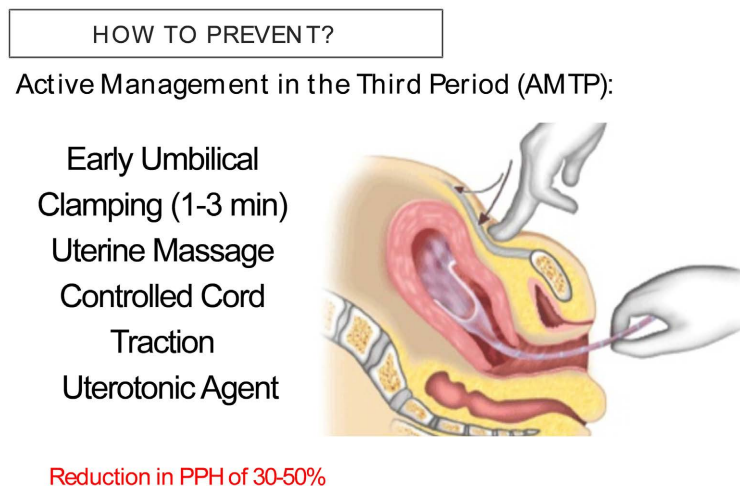 HOW TO PREVENT?
Active Management in the Third Period (AMTP):
Early Umbilical
Clamping (1-3 min)
Uterine Massage
Controlled Cord
Traction
Uterotonic Agent
Reduction in PPH of 30-50%